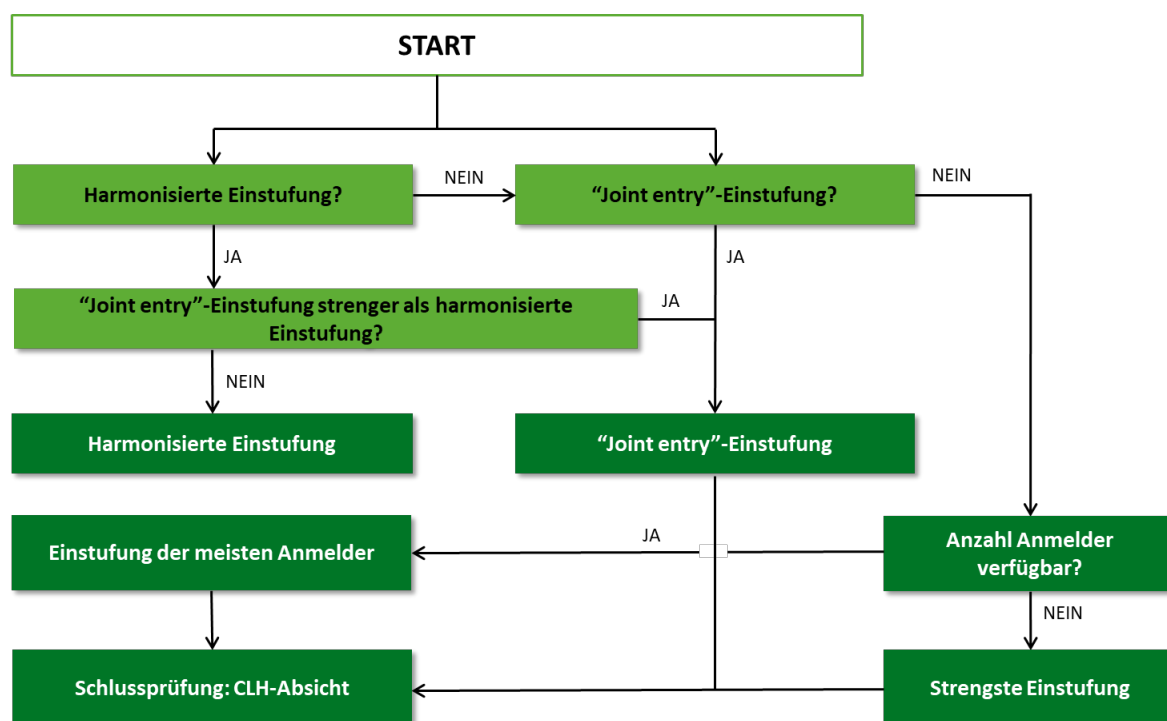 START
Harmonisierte Einstufung?
NEIN
“Joint entry”-Einstufung?
NEIN
JA
JA
“Joint entry”-Einstufung strenger als harmonisierte
Einstufung?
JA
NEIN
Harmonisierte Einstufung
“Joint entry”-Einstufung
Einstufung der meisten Anmelder
JA
Anzahl Anmelder
verfügbar?
NEIN
Schlussprüfung: CLH-Absicht
Strengste Einstufung